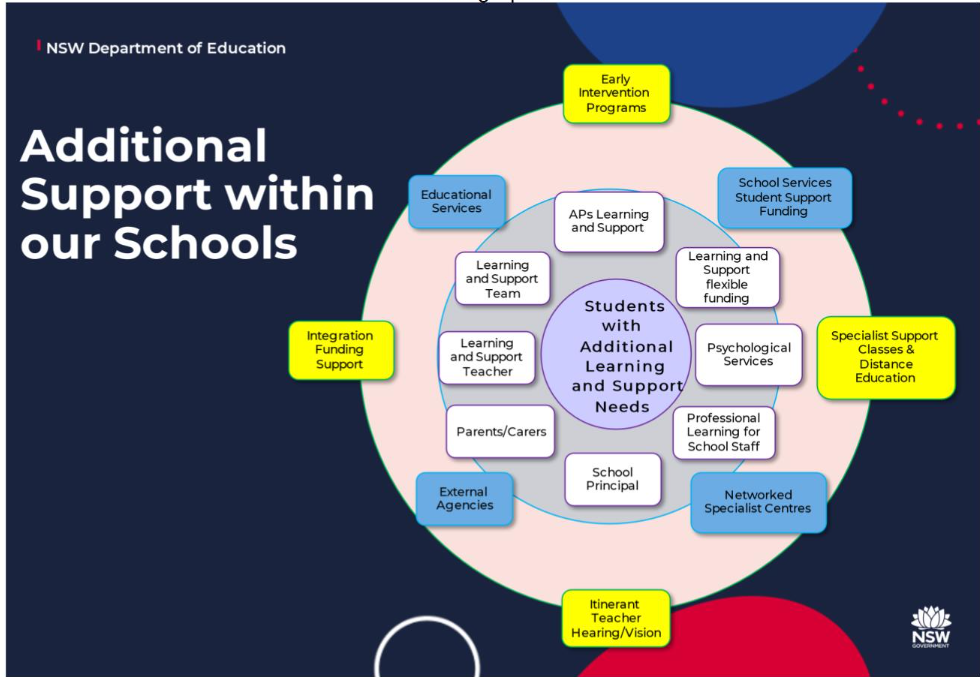 NSW Department of Education
Additional
Support within
our Schools
Early
Intervention
Programs
Educational
Services
School Services
Student Support
Funding
APs Learning
and Support
Learning
and Support
Team
Learning and
Support
flexible
funding
Integration
Funding
Support
Learning
and Support
Teacher
Students
with
Additional
Learning
and Support
Needs
Psychological
Services
Specialist Support
Classes &
Distance
Education
Parents/Carers
Professional
Learning for
School Staff
School
Principal
External
Agencies
Networked
Specialist Centres
Itinerant
Teacher
Hearing/Vision
NSW
GOVERNMENT